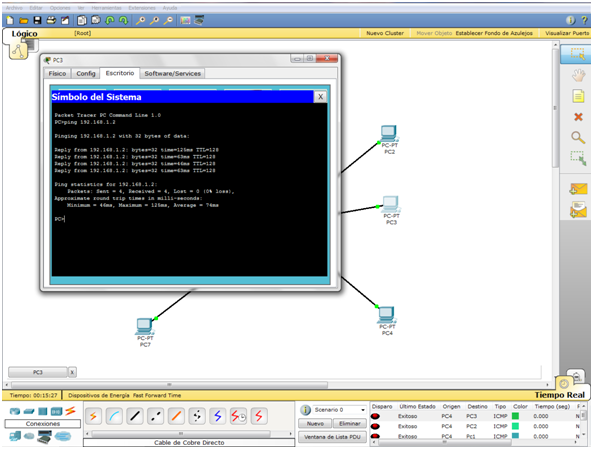 Archivo Editar Opciones Ver Herramientas Extensiones Ayuda
Lógico [Root] Nuevo Cluster Mover Objeto Establecer Fondo de Azulejos Visualizar Puerto
PC3
Físico Config Escritorio Software/Services
Símbolo del Sistema X
Packet Tracer PC Command Line 1.0
PC>ping 192.168.1.2
Pinging 192.168.1.2 with 32 bytes of data:
Reply from 192.168.1.2: bytes=32 time=125ms TTL=128
Reply from 192.168.1.2: bytes=32 time=63ms TTL=128
Reply from 192.168.1.2: bytes=32 time=46ms TTL=128
Reply from 192.168.1.2: bytes=32 time=63ms TTL=128
Ping statistics for 192.168.1.2:
Packets: Sent = 4, Received = 4, Lost = 0 (0% loss),
Approximate round trip times in milli-seconds:
Minimum = 46ms, Maximum = 125ms, Average = 74ms
PC>
PC-PT
PC2
PC-PT
PC3
PC-PT
PC4
PC-PT
PC7
PC3 X
Tiempo: 00:15:27 Dispositivos de Energía Fast Forward Time Tiempo Real
Conexiones
Cable de Cobre Directo
Scenario 0
Nuevo Eliminar
Ventana de Lista PDU
Disparo Ultimo Estado Origen Destino Tipo Color Tiempo (seg)
Exitoso PC4 PC3 ICMP 0.000 N
Exitoso PC4 PC2 ICMP 0.000 N
Exitoso PC4 Pc1 ICMP 0.000 N